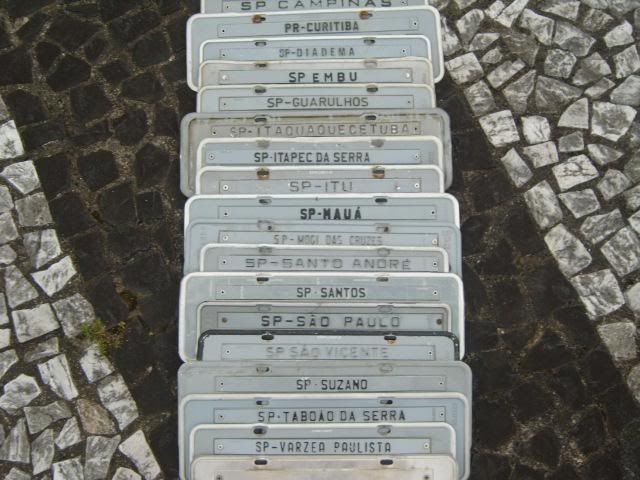 SP CAMPINAS
PR-CURITIBA
SP-DIADEMA
SP EMBU
SP-GUARULHOS
SP-ITAQUAQUECETUBA
SP-ITAPEC DA SERRA
SP-ITU
SP-MAUÁ
SP-MOGI DAS CRUZES
SP-SANTO ANDRÉ
SP-SANTOS
SP-SÃO PAULO
SP SÃO VICENTE
SP-SUZANO
SP-TABOÃO DA SERRA
SP-VARZEA PAULISTA